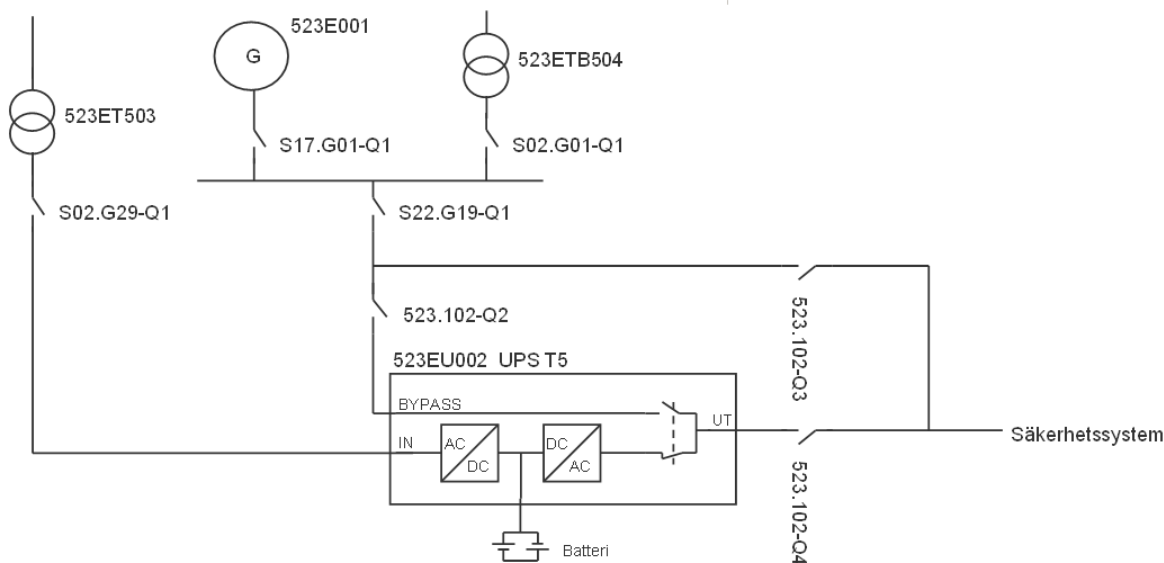 523E001
G
523ETB504
523ET503
S17.G01-Q1
S02.G01-Q1
S02.G29-Q1
S22.G19-Q1
523.102-Q2
523.102-Q3
523EU002 UPS T5
BYPASS
UT
IN
AC
DC
DC
AC
Säkerhetssystem
523.102-Q4
Batteri